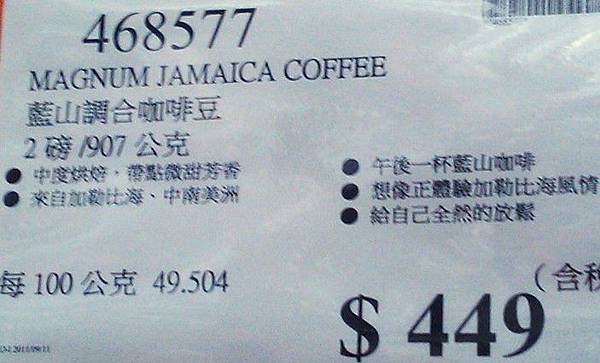 468577
MAGNUM JAMAICA COFFEE
藍山調合咖啡豆
2 磅 /907 公克
● 中度烘焙，帶點微甜芳香
● 來自加勒比海、中南美洲
● 午後一杯藍山咖啡
● 想像正體驗加勒比海風情
● 給自己全然的放鬆
每 100 公克 49.504
(含稅
$ 449